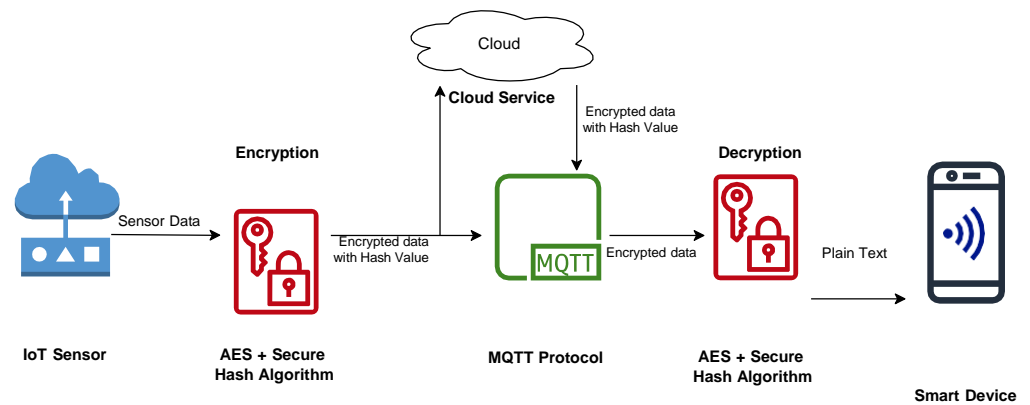 Cloud
Cloud Service
Encrypted data
with Hash Value
Encryption
Decryption
Sensor Data
Encrypted data
with Hash Value
MQTT
Encrypted data
Plain Text
IoT Sensor
AES + Secure
Hash Algorithm
MQTT Protocol
AES + Secure
Hash Algorithm
Smart Device